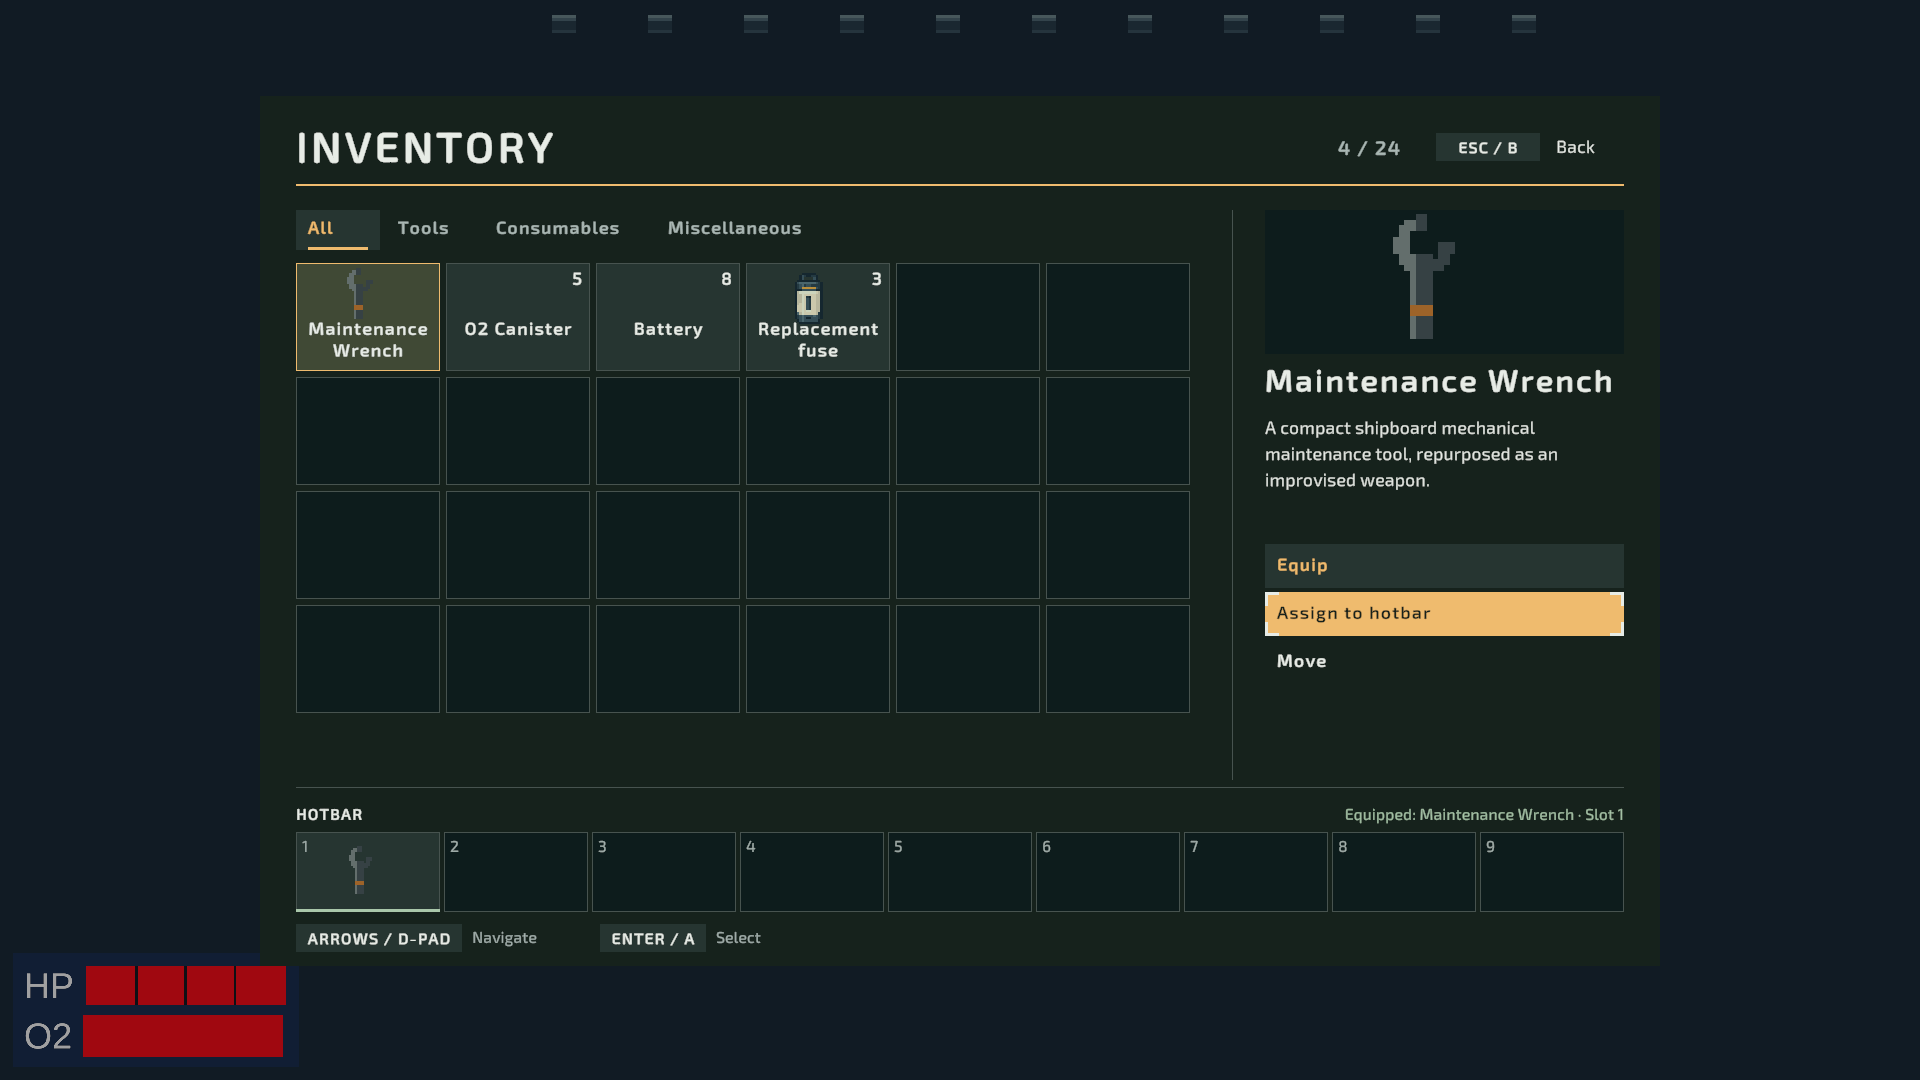 INVENTORY
4 / 24
ESC / B
Back
All
Tools
Consumables
Miscellaneous
Maintenance
Wrench
5
O2 Canister
8
Battery
3
Replacement
fuse
Maintenance Wrench
A compact shipboard mechanical
maintenance tool, repurposed as an
improvised weapon.
Equip
Assign to hotbar
Move
HOTBAR
Equipped: Maintenance Wrench · Slot 1
1
2
3
4
5
6
7
8
9
ARROWS / D-PAD
Navigate
ENTER / A
Select
HP
O2